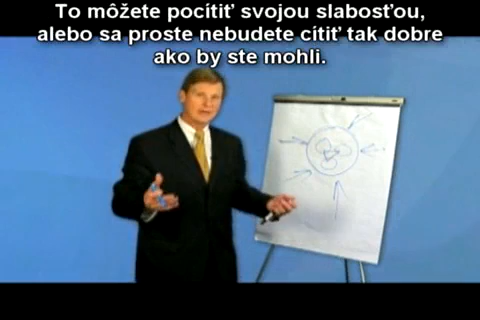 To môžete pocítiť svojou slabosťou,
alebo sa proste nebudete cítiť tak dobre
ako by ste mohli.